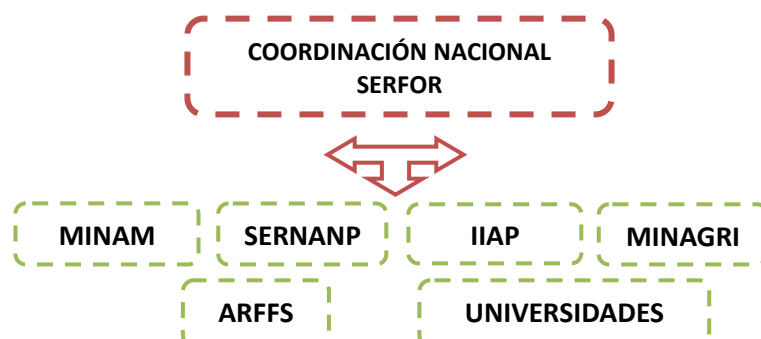 COORDINACIÓN NACIONAL
SERFOR
MINAM
SERNANP
IIAP
MINAGRI
ARFFS
UNIVERSIDADES